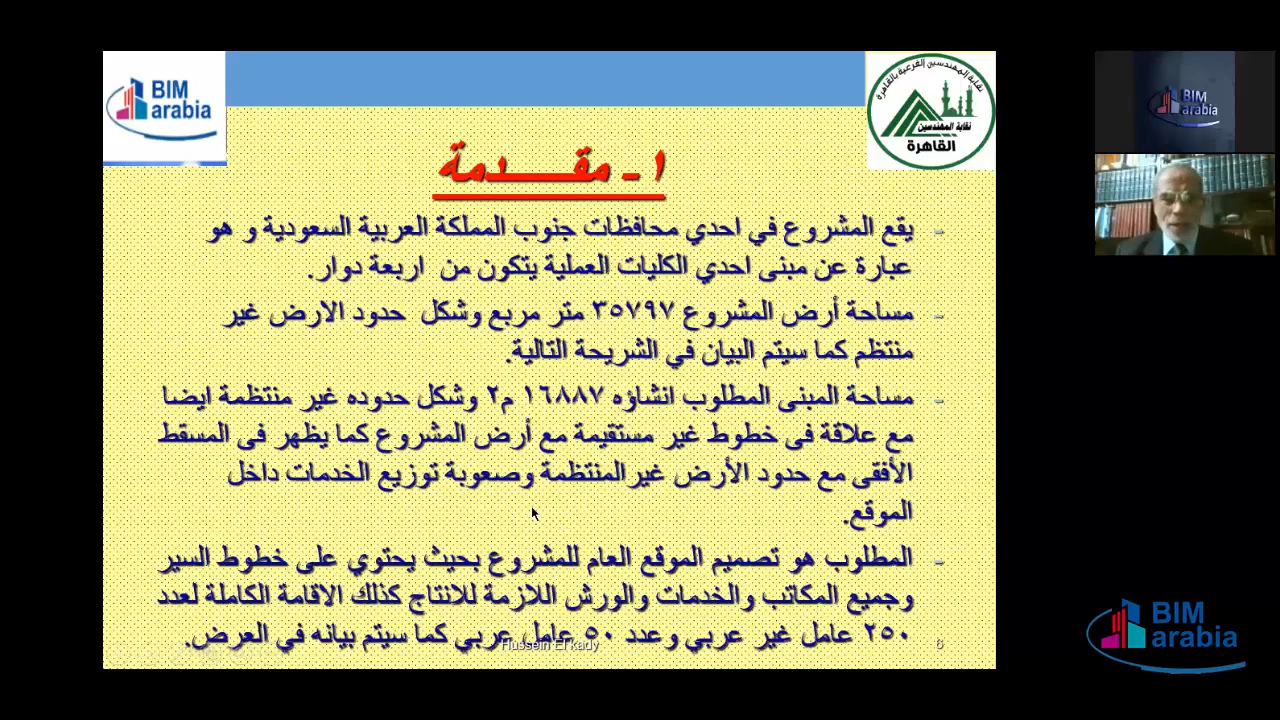 BIM
arabia
نقابة المهندسين الفرعية بالقاهرة
نقابة المهندسين
القاهرة
١- مقـــــدمة
- يقع المشروع في احدي محافظات جنوب المملكة العربية السعودية و هو
عبارة عن مبنى احدي الكليات العملية يتكون من اربعة دوار.
- مساحة أرض المشروع ٣٥٧٩٧ متر مربع وشكل حدود الارض غير
منتظم كما سيتم البيان في الشريحة التالية.
- مساحة المبنى المطلوب انشاؤه ١٦٨٨٧ م٢ وشكل حدوده غير منتظمة ايضا
مع علاقة فى خطوط غير مستقيمة مع أرض المشروع كما يظهر فى المسقط
الأفقى مع حدود الأرض غيرالمنتظمة وصعوبة توزيع الخدمات داخل
الموقع.
- المطلوب هو تصميم الموقع العام للمشروع بحيث يحتوي على خطوط السير
وجميع المكاتب والخدمات والورش اللازمة للانتاج كذلك الاقامة الكاملة لعدد
٢٥٠ عامل غير عربي وعدد ٥٠ عامل عربي كما سيتم بيانه في العرض.
Hussein El kady
6
BIM
arabia
BIM
arabia